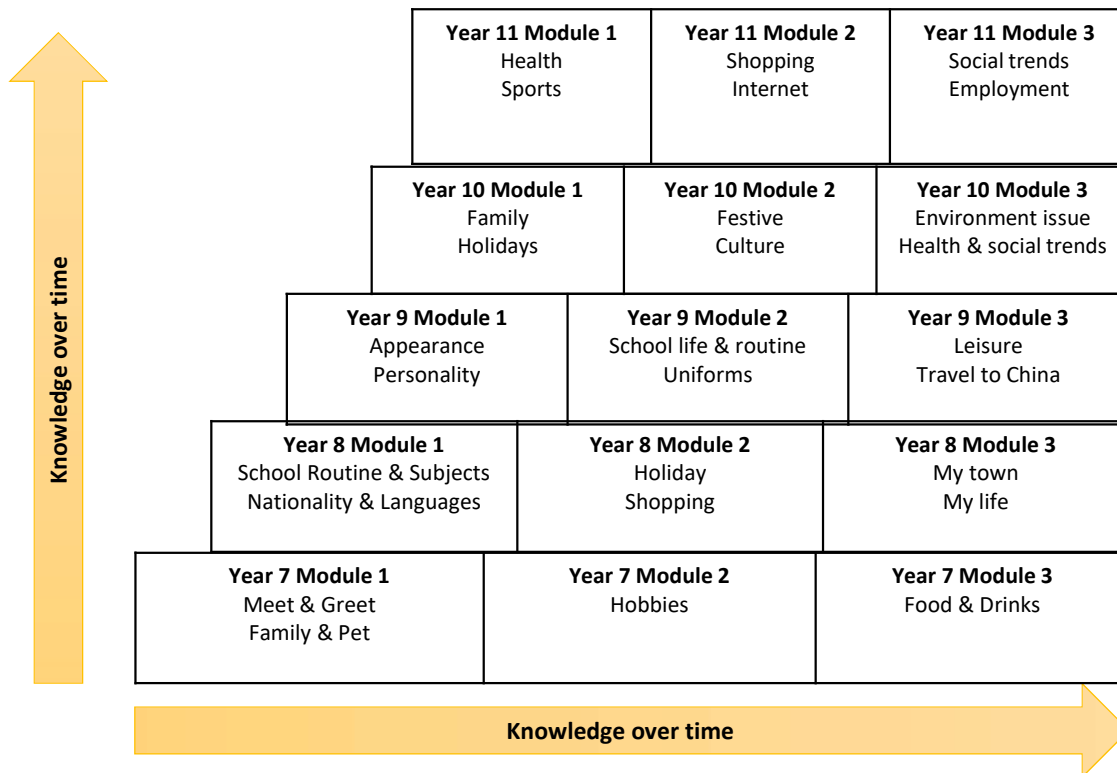 Year 11 Module 1
Health
Sports
Year 11 Module 2
Shopping
Internet
Year 11 Module 3
Social trends
Employment
Year 10 Module 1
Family
Holidays
Year 10 Module 2
Festive
Culture
Year 10 Module 3
Environment issue
Health & social trends
Year 9 Module 1
Appearance
Personality
Year 9 Module 2
School life & routine
Uniforms
Year 9 Module 3
Leisure
Travel to China
Year 8 Module 1
School Routine & Subjects
Nationality & Languages
Year 8 Module 2
Holiday
Shopping
Year 8 Module 3
My town
My life
Year 7 Module 1
Meet & Greet
Family & Pet
Year 7 Module 2
Hobbies
Year 7 Module 3
Food & Drinks
Knowledge over time
Knowledge over time